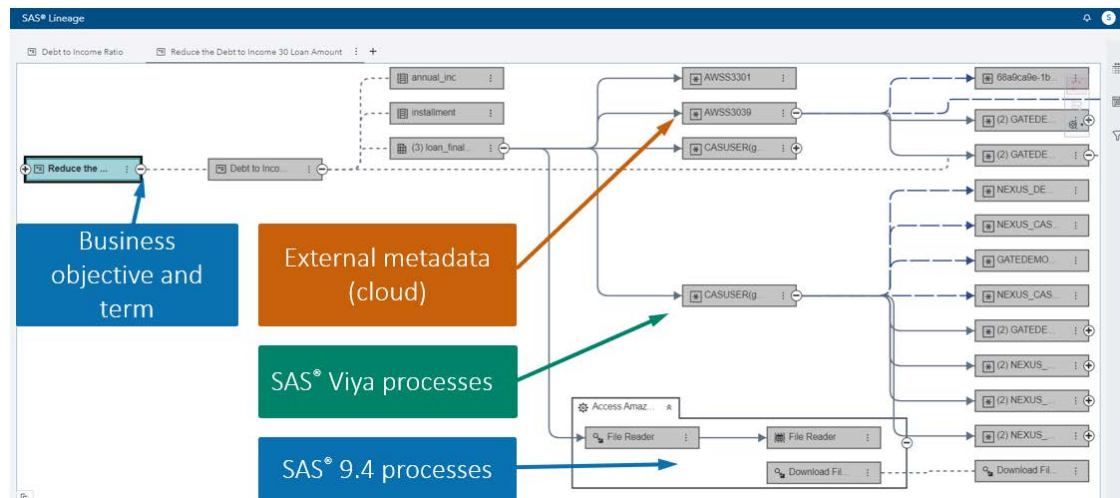 SAS® Lineage
S
Debt to Income Ratio
Reduce the Debt to Income 30 Loan Amount
annual_inc
installment
(3) loan_final...
Reduce the ...
Debt to Inco...
AWSS3301
AWSS3039
CASUSER(g...
CASUSER(g...
68a9ca9e-1b...
(2) GATEDE...
(2) GATEDE...
NEXUS_DE...
NEXUS_CAS...
GATEDEMO...
NEXUS_CAS...
(2) GATEDE...
(2) NEXUS_...
(2) NEXUS_...
(2) NEXUS_...
Business
objective and
term
External metadata
(cloud)
SAS® Viya processes
SAS® 9.4 processes
Access Amaz...
File Reader
File Reader
Download Fil...
Download Fil...